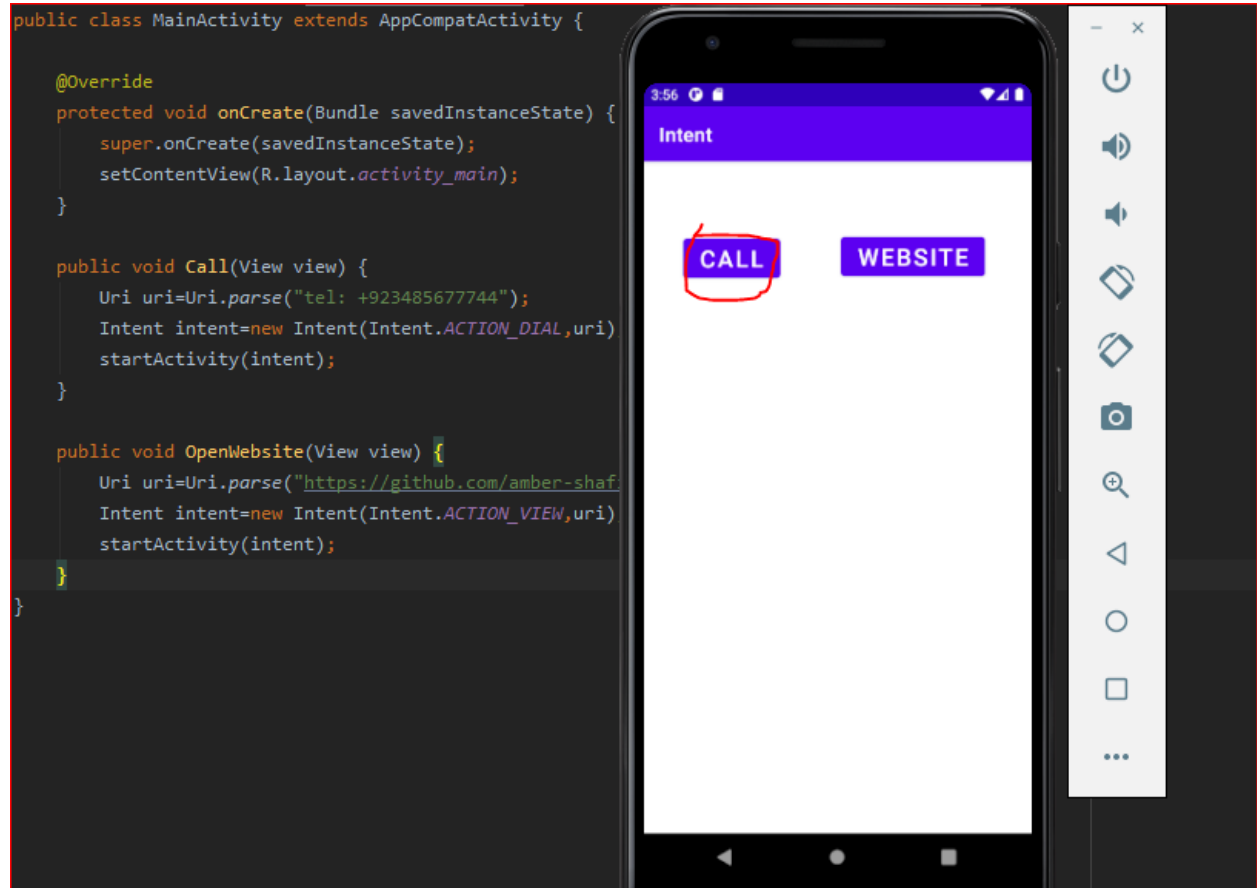 public class MainActivity extends AppCompatActivity {
@Override
protected void onCreate(Bundle savedInstanceState) {
super.onCreate(savedInstanceState);
setContentView(R.layout.activity_main);
}
public void Call(View view) {
Uri uri=Uri.parse("tel: +923485677744");
Intent intent=new Intent(Intent.ACTION_DIAL,uri)
startActivity(intent);
}
public void OpenWebsite(View view) {
Uri uri=Uri.parse("https://github.com/amber-shaf
Intent intent=new Intent(Intent.ACTION_VIEW,uri)
startActivity(intent);
}
}
3:56
Intent
CALL WEBSITE